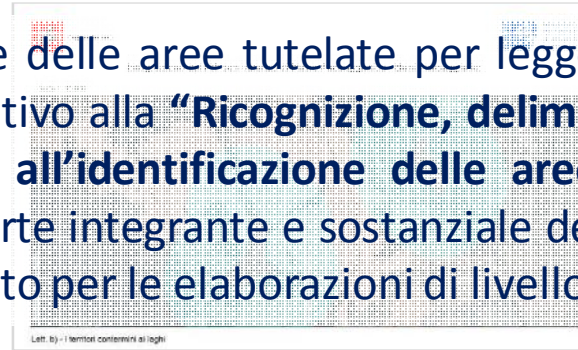 e delle aree tutelate per legg
tivo alla “Ricognizione, delim
all’identificazione delle are
rte integrante e sostanziale de
to per le elaborazioni di livello
Lett. b) - I territori contermini ai laghi